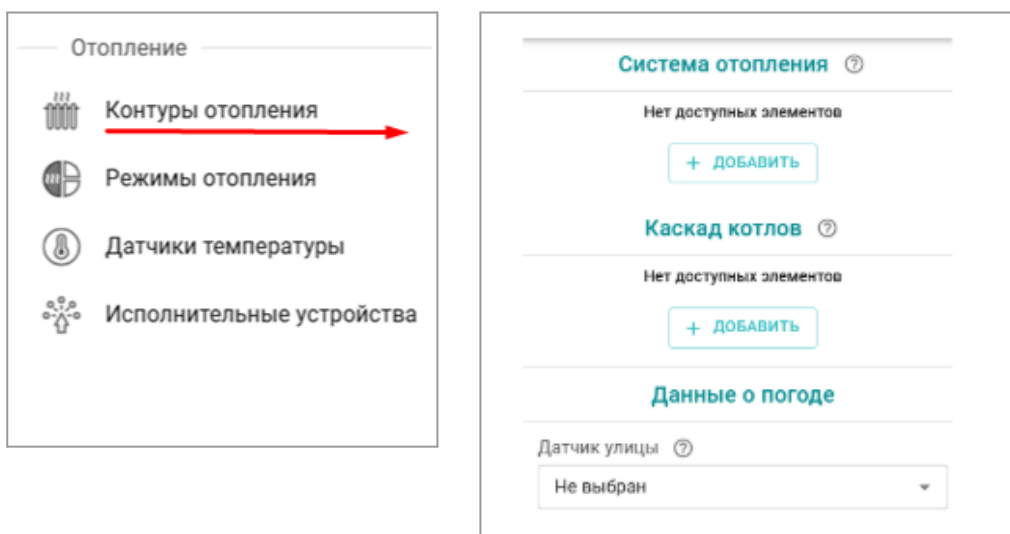 Отопление
Контуры отопления
Режимы отопления
Датчики температуры
Исполнительные устройства
Система отопления ?
Нет доступных элементов
+ ДОБАВИТЬ
Каскад котлов ?
Нет доступных элементов
+ ДОБАВИТЬ
Данные о погоде
Датчик улицы ?
Не выбран